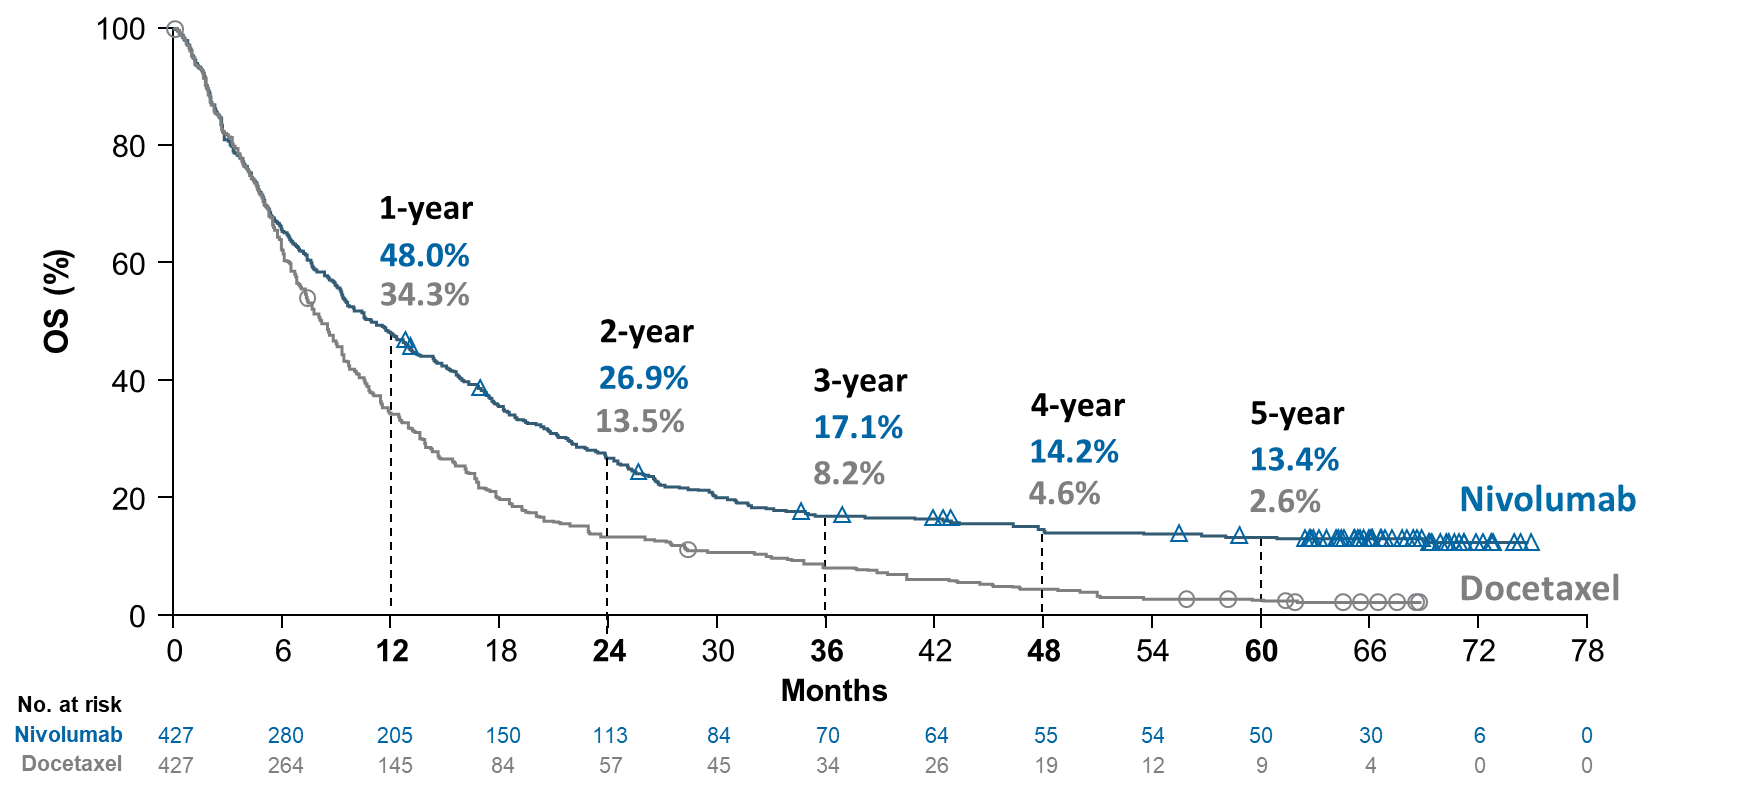 100
80
60
40
20
0
OS (%)
1-year
48.0%
34.3%
2-year
26.9%
13.5%
3-year
17.1%
8.2%
4-year
14.2%
4.6%
5-year
13.4%
2.6%
Nivolumab
Docetaxel
0 6 12 18 24 30 36 42 48 54 60 66 72 78
Months
No. at risk
Nivolumab 427 280 205 150 113 84 70 64 55 54 50 30 6 0
Docetaxel 427 264 145 84 57 45 34 26 19 12 9 4 0 0